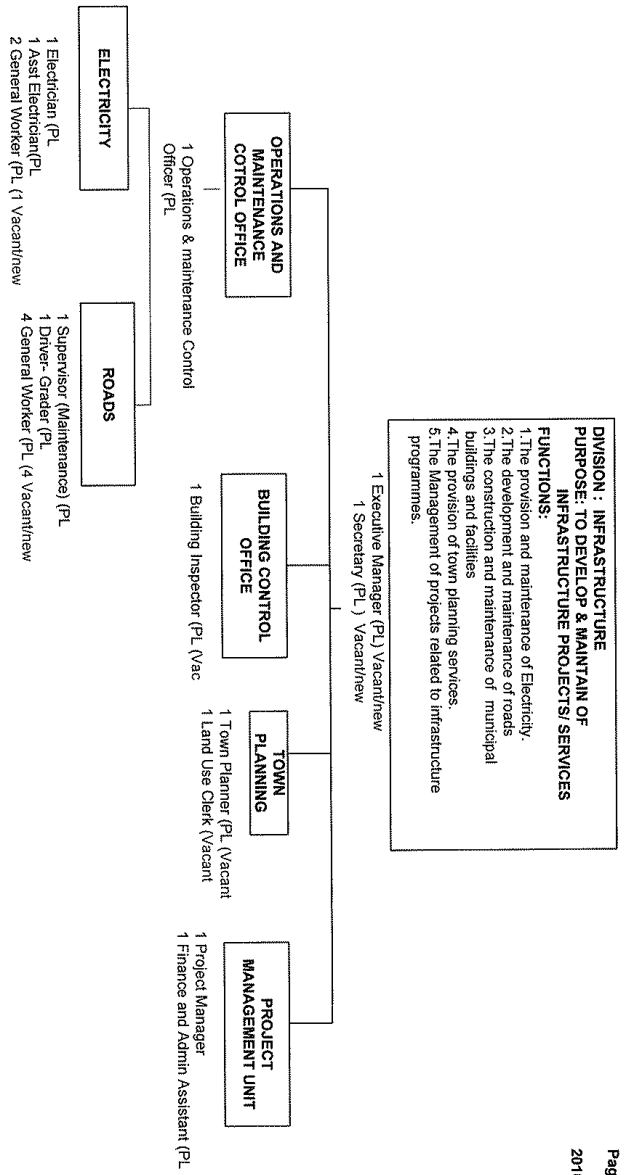 Pag
201
DIVISION : INFRASTRUCTURE
PURPOSE: TO DEVELOP & MAINTAIN OF
INFRASTRUCTURE PROJECTS/ SERVICES
FUNCTIONS:
1.The provision and maintenance of Electricity.
2.The development and maintenance of roads
3.The construction and maintenance of municipal
buildings and facilities
4.The provision of town planning services.
5.The Management of projects related to infrastructure
programmes.
1 Executive Manager (PL) Vacant/new
1 Secretary (PL ) Vacant/new
OPERATIONS AND
MAINTENANCE
COTROL OFFICE
1 Operations & maintenance Control
Officer (PL
BUILDING CONTROL
OFFICE
1 Building Inspector (PL (Vac
TOWN
PLANNING
1 Town Planner (PL (Vacant
1 Land Use Clerk (Vacant
PROJECT
MANAGEMENT UNIT
1 Project Manager
1 Finance and Admin Assistant (PL
ELECTRICITY
1 Electrician (PL
1 Asst Electrician(PL
2 General Worker (PL (1 Vacant/new
ROADS
1 Supervisor (Maintenance) (PL
1 Driver- Grader (PL
4 General Worker (PL (4 Vacant/new